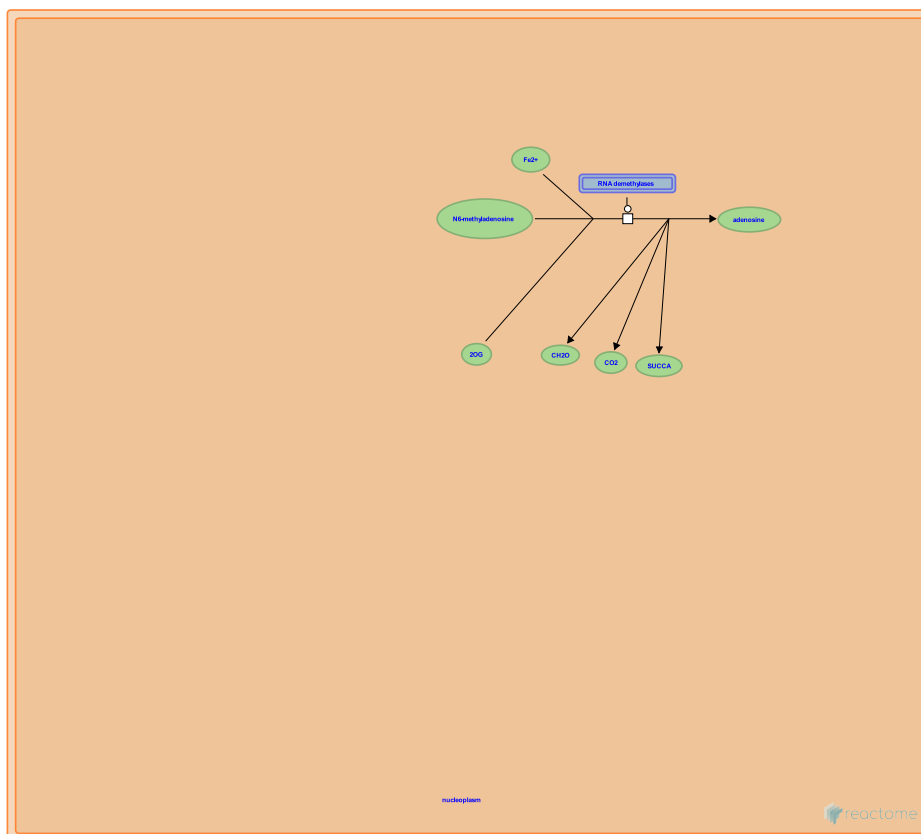 Fe2+
RNA demethylases
N6-methyladenosine
adenosine
2OG
CH2O
CO2
SUCCA
nucleoplasm
reactome